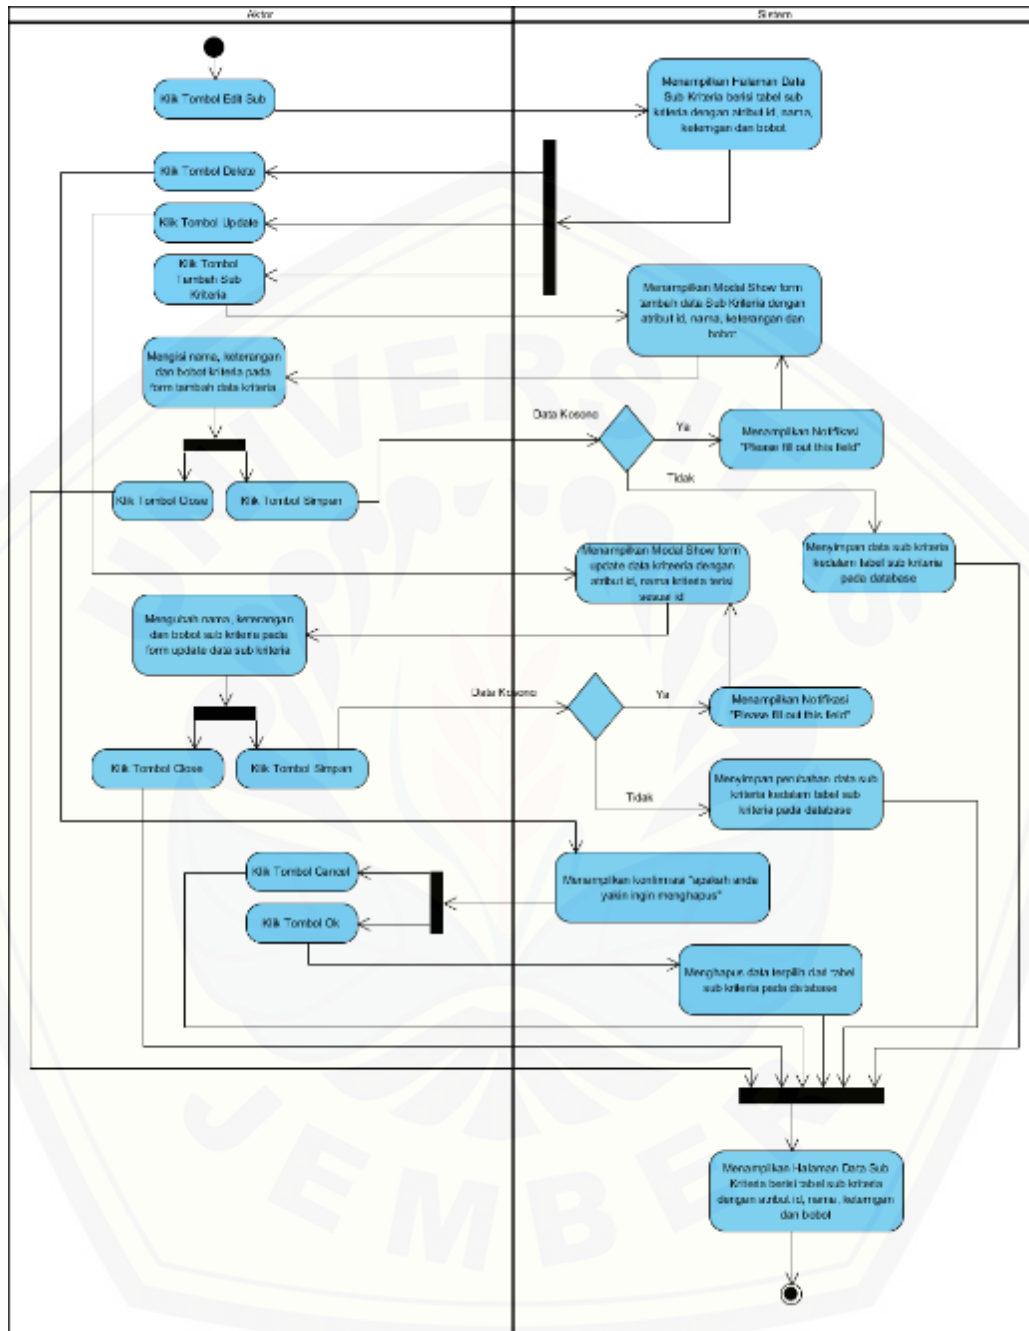 Aktor
Sistem
Klik Tombol Edit Sub
Menampilkan Halaman Data
Sub Kriteria berisi tabel sub
kriteria dengan atribut id, nama,
keterngan dan bobot
Klik Tombol Delete
Klik Tombol Update
Klik Tombol
Tambah Sub
Kriteria
Menampilkan Modal Show form
tambah data Sub Kriteria dengan
atribut id, nama, keterangan dan
bobot
Mengisi nama, keterangan
dan bobot kriteria pada
form tambah data kriteria
Data Kosong
Ya
Menampilkan Notifikasi
"Please fill out this field"
Tidak
Klik Tombol Close
Klik Tombol Simpan
Menyimpan data sub kriteria
kedalam tabel sub kriteria
pada database
Menampilkan Modal Show form
update data kriteeria dengan
atribut id, nama kriteria terisi
sesuai id
Mengubah nama, keterangan
dan bobot sub kriteria pada
form update data sub kriteria
Data Kosong
Ya
Menampilkan Notifikasi
"Please fill out this field"
Klik Tombol Close
Klik Tombol Simpan
Tidak
Menyimpan perubahan data sub
kriteria kedalam tabel sub
kriteria pada database
Klik Tombol Cancel
Klik Tombol Ok
Menampilkan konfirmasi "apakah anda
yakin ingin menghapus"
Menghapus data terpilih dari tabel
sub kriteria pada database
Menampilkan Halaman Data Sub
Kriteria berisi tabel sub kriteria
dengan atribut id, nama, keterngan
dan bobot
UNIVERSITAS
JEMBER